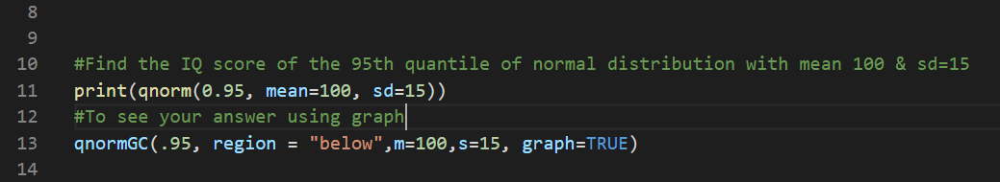 8
9
10 #Find the IQ score of the 95th quantile of normal distribution with mean 100 & sd=15
11 print(qnorm(0.95, mean=100, sd=15))
12 #To see your answer using graph
13 qnormGC(.95, region = "below",m=100,s=15, graph=TRUE)
14